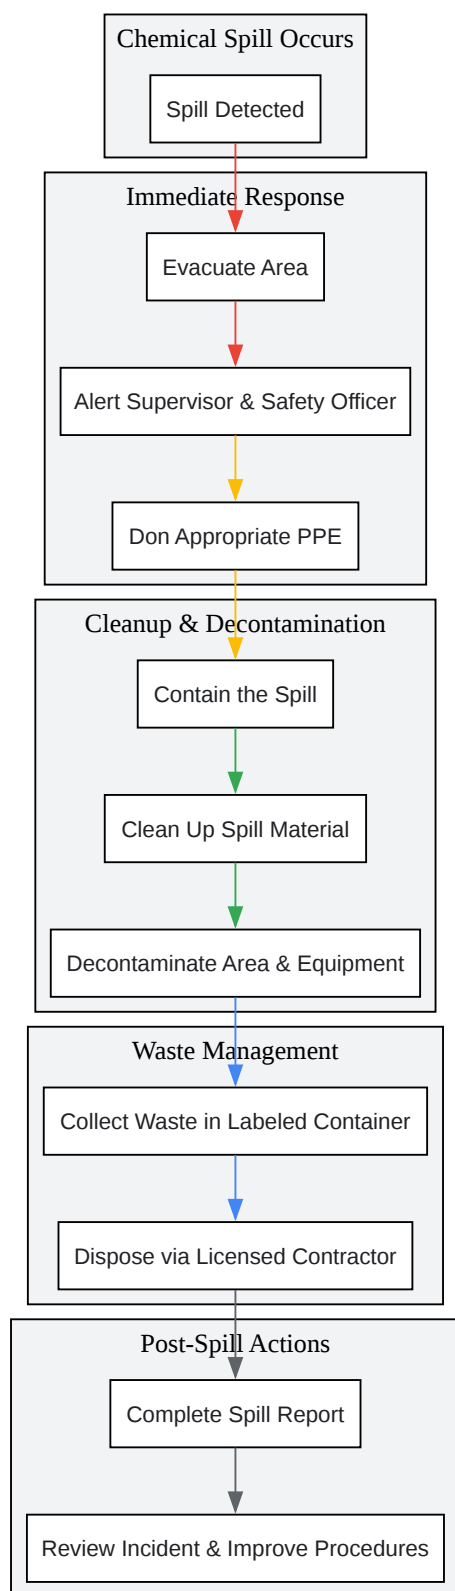 Chemical Spill Occurs
Spill Detected
Immediate Response
Evacuate Area
Alert Supervisor & Safety Officer
Don Appropriate PPE
Cleanup & Decontamination
Contain the Spill
Clean Up Spill Material
Decontaminate Area & Equipment
Waste Management
Collect Waste in Labeled Container
Dispose via Licensed Contractor
Post-Spill Actions
Complete Spill Report
Review Incident & Improve Procedures